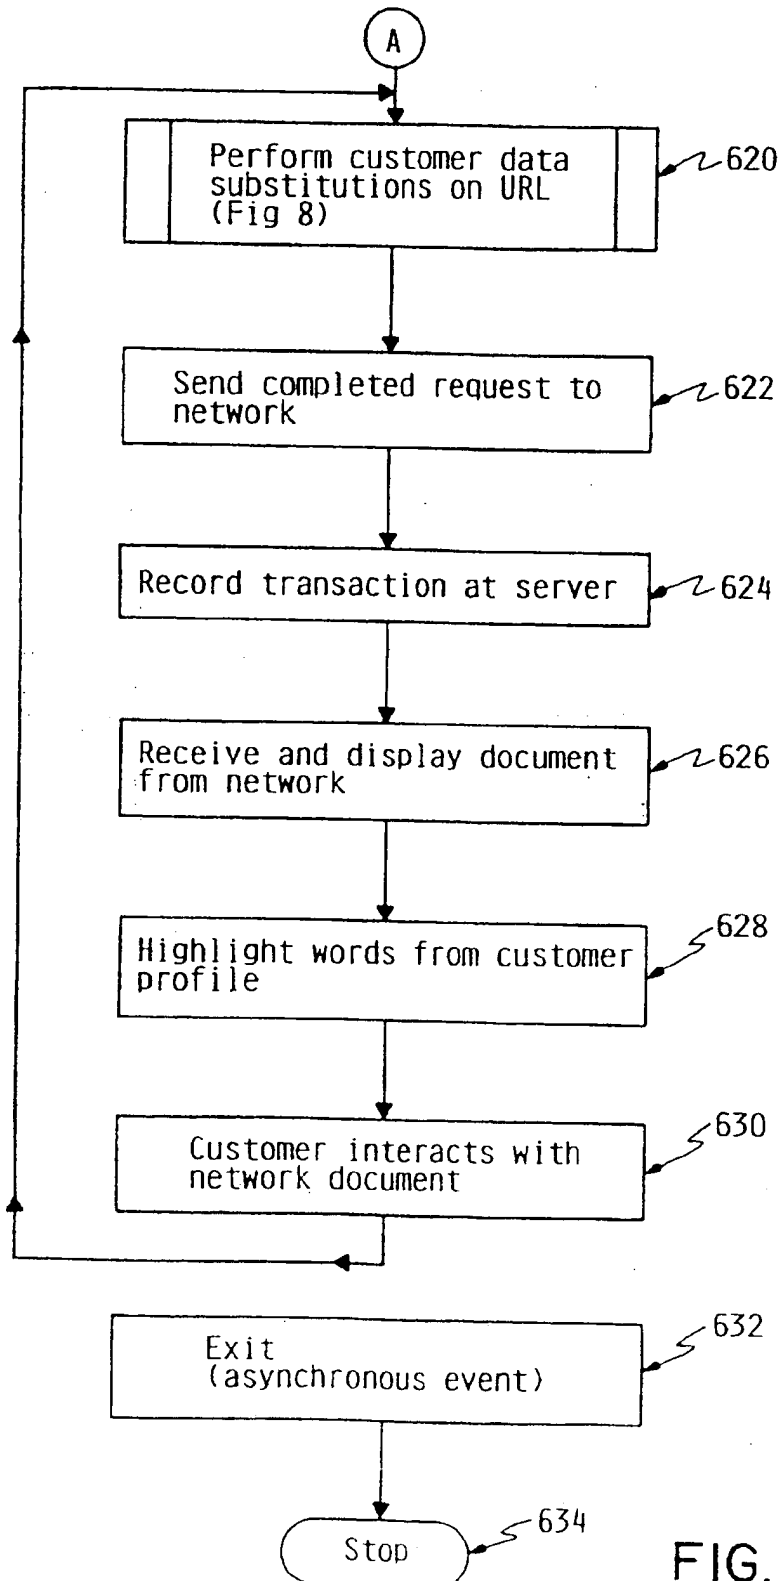 A
Perform customer data
substitutions on URL
(Fig 8)
620
Send completed request to
network
622
Record transaction at server
624
Receive and display document
from network
626
Highlight words from customer
profile
628
Customer interacts with
network document
630
Exit
(asynchronous event)
632
Stop
634
FIG.